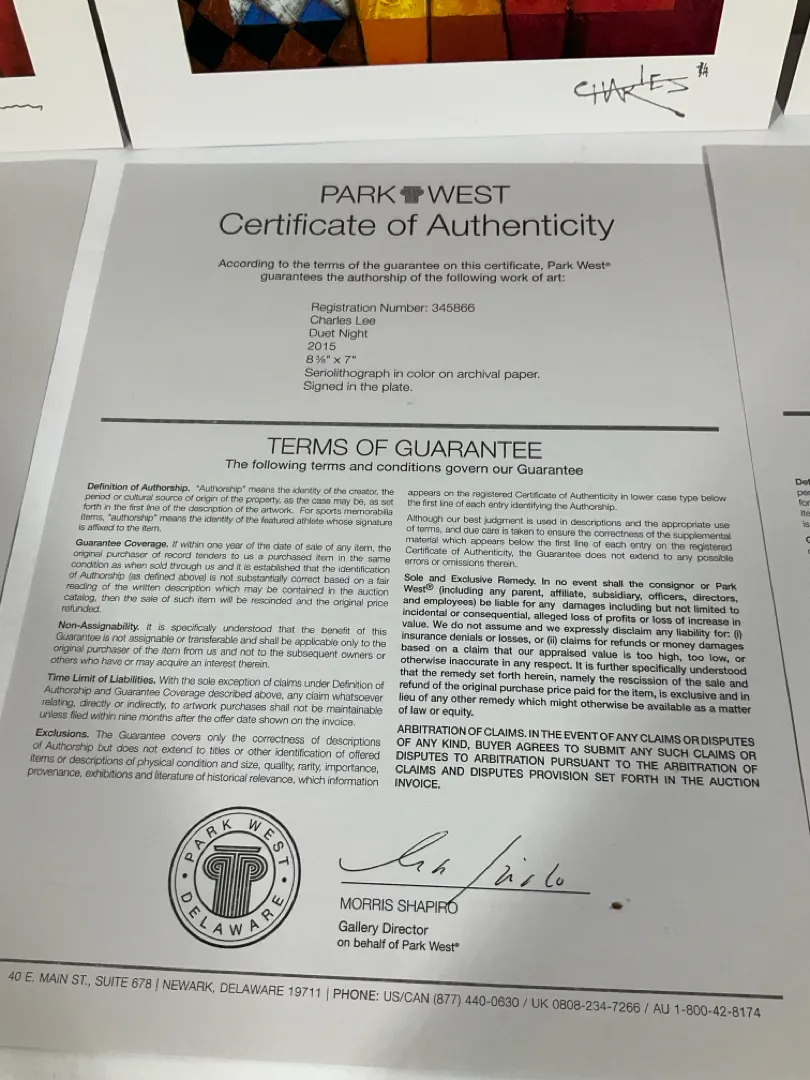 CHARLES
PARK WEST
Certificate of Authenticity
According to the terms of the guarantee on this certificate, Park West®
guarantees the authorship of the following work of art:
Registration Number: 345866
Charles Lee
Duet Night
2015
8 ⅜" x 7"
Seriolithograph in color on archival paper.
Signed in the plate.
TERMS OF GUARANTEE
The following terms and conditions govern our Guarantee
Definition of Authorship. "Authorship" means the identity of the creator, the
period or cultural source of origin of the property, as the case may be, as set
forth in the first line of the description of the artwork. For sports memorabilia
items, "authorship" means the identity of the featured athlete whose signature
is affixed to the item.
Guarantee Coverage. If within one year of the date of sale of any item, the
original purchaser of record tenders to us a purchased item in the same
condition as when sold through us and it is established that the identification
of Authorship (as defined above) is not substantially correct based on a fair
reading of the written description which may be contained in the auction
catalog, then the sale of such item will be rescinded and the original price
refunded.
Non-Assignability. It is specifically understood that the benefit of this
Guarantee is not assignable or transferable and shall be applicable only to the
original purchaser of the item from us and not to the subsequent owners or
others who have or may acquire an interest therein.
Time Limit of Liabilities. With the sole exception of claims under Definition of
Authorship and Guarantee Coverage described above, any claim whatsoever
relating, directly or indirectly, to artwork purchases shall not be maintainable
unless filed within nine months after the offer date shown on the invoice.
Exclusions. The Guarantee covers only the correctness of descriptions
of Authorship but does not extend to titles or other identification of offered
items or descriptions of physical condition and size, quality, rarity, importance,
provenance, exhibitions and literature of historical relevance, which information
appears on the registered Certificate of Authenticity in lower case type below
the first line of each entry identifying the Authorship.
Although our best judgment is used in descriptions and the appropriate use
of terms, and due care is taken to ensure the correctness of the supplemental
material which appears below the first line of each entry on the registered
Certificate of Authenticity, the Guarantee does not extend to any possible
errors or omissions therein.
Sole and Exclusive Remedy. In no event shall the consignor or Park
West® (including any parent, affiliate, subsidiary, officers, directors,
and employees) be liable for any damages including but not limited to
incidental or consequential, alleged loss of profits or loss of increase in
value. We do not assume and we expressly disclaim any liability for: (i)
insurance denials or losses, or (ii) claims for refunds or money damages
based on a claim that our appraised value is too high, too low, or
otherwise inaccurate in any respect. It is further specifically understood
that the remedy set forth herein, namely the rescission of the sale and
refund of the original purchase price paid for the item, is exclusive and in
lieu of any other remedy which might otherwise be available as a matter
of law or equity.
ARBITRATION OF CLAIMS. IN THE EVENT OF ANY CLAIMS OR DISPUTES
OF ANY KIND, BUYER AGREES TO SUBMIT ANY SUCH CLAIMS OR
DISPUTES TO ARBITRATION PURSUANT TO THE ARBITRATION OF
CLAIMS AND DISPUTES PROVISION SET FORTH IN THE AUCTION
INVOICE.
PARK WEST
DELAWARE
MORRIS SHAPIRO
Gallery Director
on behalf of Park West®
40 E. MAIN ST., SUITE 678 | NEWARK, DELAWARE 19711 | PHONE: US/CAN (877) 440-0630 / UK 0808-234-7266 / AU 1-800-42-8174